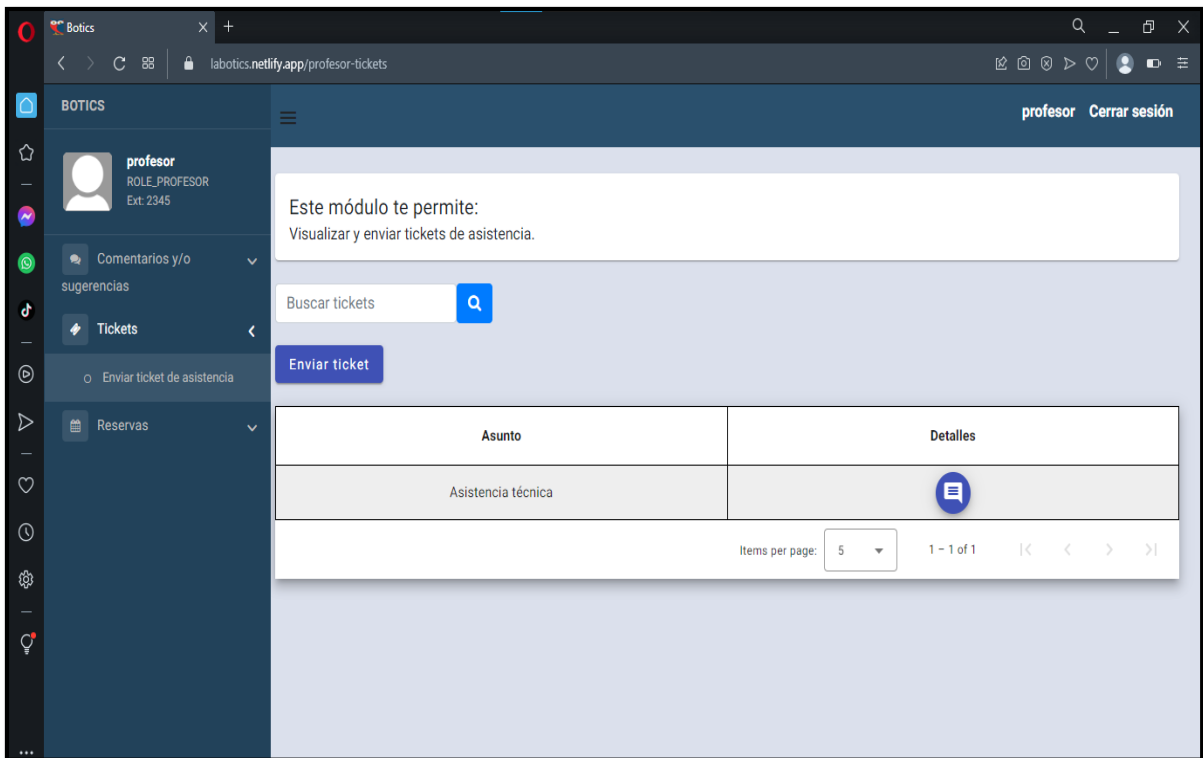 Botics
labotics.netlify.app/profesor-tickets
BOTICS
profesor Cerrar sesión
profesor
ROLE_PROFESOR
Ext: 2345
Comentarios y/o
sugerencias
Tickets
Enviar ticket de asistencia
Reservas
Este módulo te permite:
Visualizar y enviar tickets de asistencia.
Buscar tickets
Enviar ticket
Asunto Detalles
Asistencia técnica
Items per page: 5 1 – 1 of 1